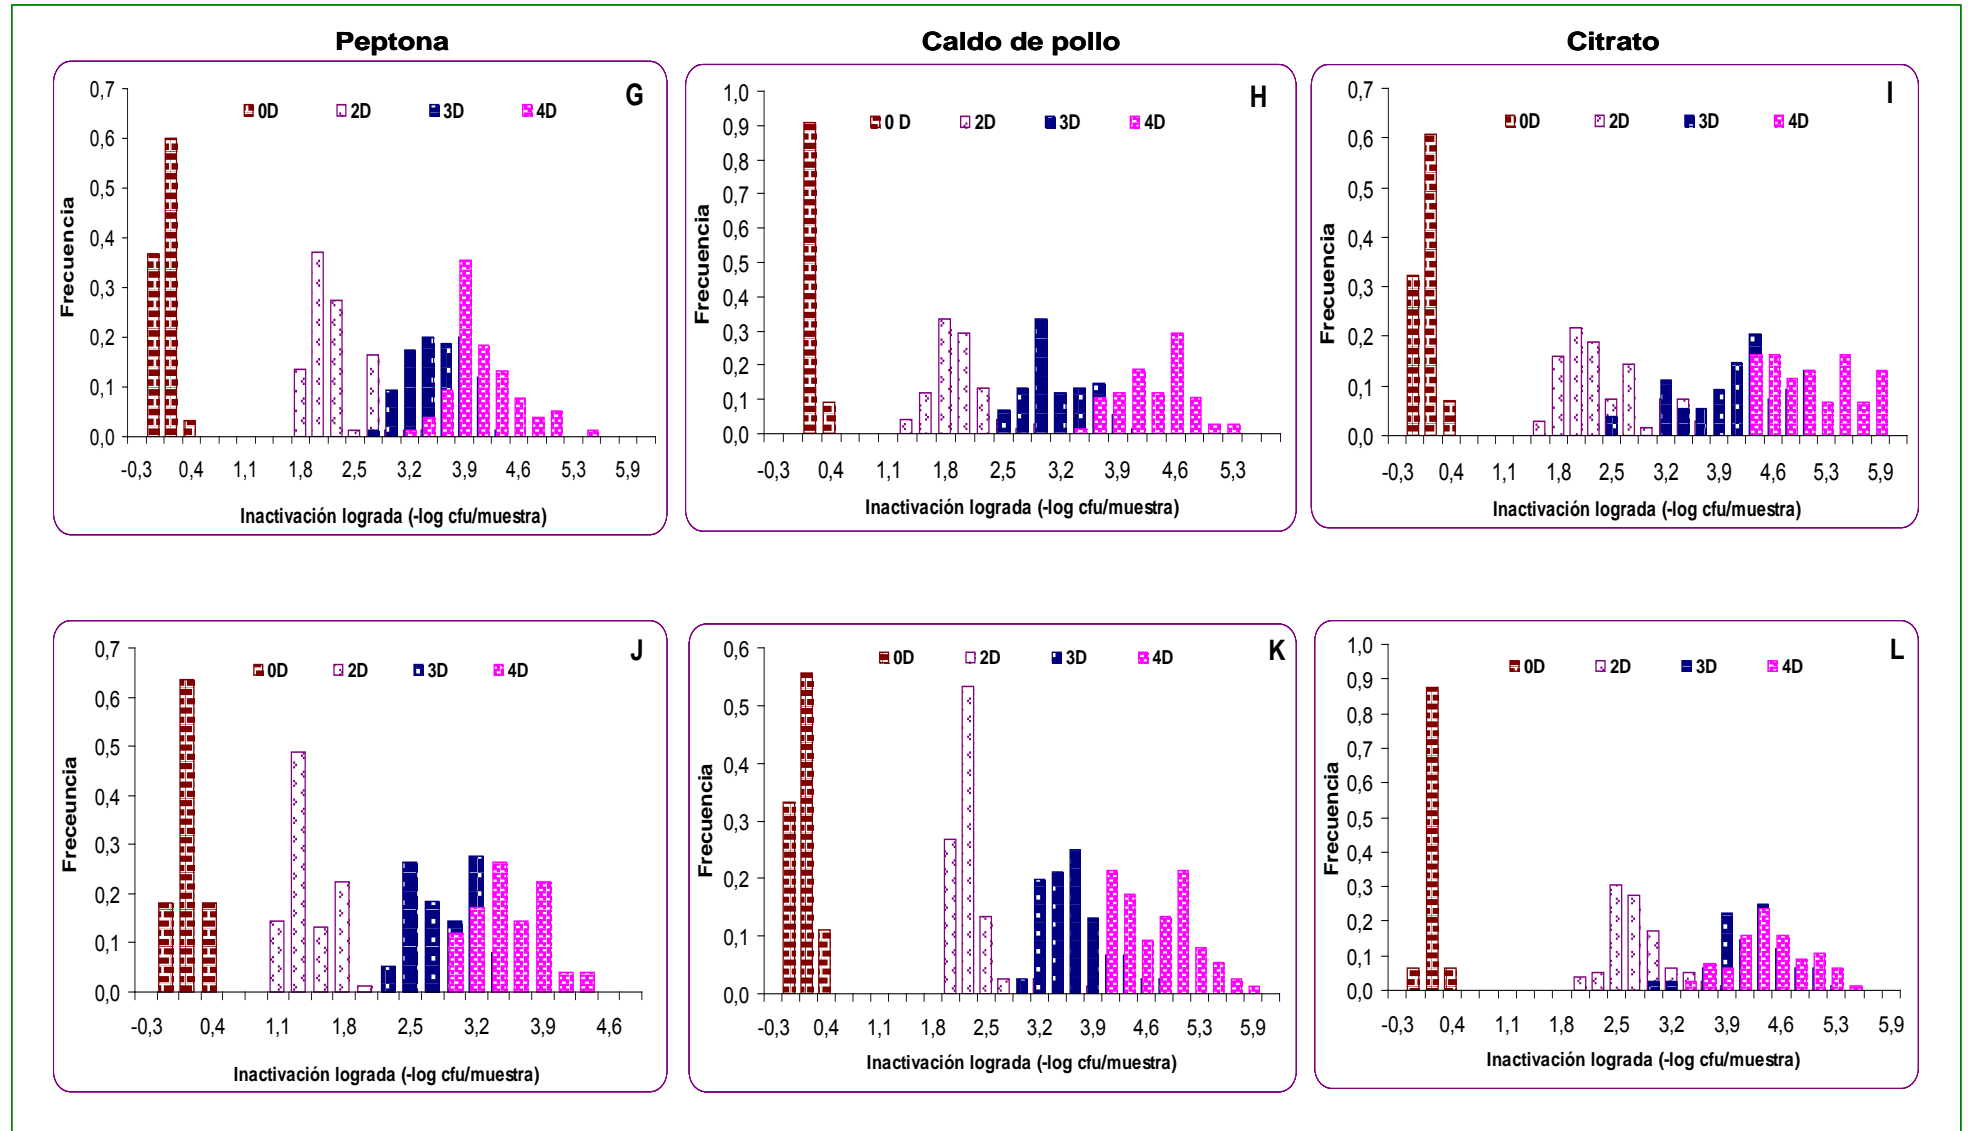 Peptona
Caldo de pollo
Citrato
G
0D 2D 3D 4D
0,7
0,6
0,5
0,4
0,3
0,2
0,1
0,0
Frecuencia
-0,3 0,4 1,1 1,8 2,5 3,2 3,9 4,6 5,3 5,9
Inactivación lograda (-log cfu/muestra)
H
0 D 2D 3D 4D
1,0
0,9
0,8
0,7
0,6
0,5
0,4
0,3
0,2
0,1
0,0
Frecuencia
-0,3 0,4 1,1 1,8 2,5 3,2 3,9 4,6 5,3
Inactivación lograda (-log cfu/muestra)
I
0D 2D 3D 4D
0,7
0,6
0,5
0,4
0,3
0,2
0,1
0,0
Frecuencia
-0,3 0,4 1,1 1,8 2,5 3,2 3,9 4,6 5,3 5,9
Inactivación lograda (-log cfu/muestra)
J
0D 2D 3D 4D
0,7
0,6
0,5
0,4
0,3
0,2
0,1
0,0
Freceuncia
-0,3 0,4 1,1 1,8 2,5 3,2 3,9 4,6
Inactivación lograda (-log cfu/muestra)
K
0D 2D 3D 4D
0,6
0,5
0,4
0,3
0,2
0,1
0,0
Frecuencia
-0,3 0,4 1,1 1,8 2,5 3,2 3,9 4,6 5,3 5,9
Inactivación lograda (-log cfu/muestra)
L
0D 2D 3D 4D
1,0
0,9
0,8
0,7
0,6
0,5
0,4
0,3
0,2
0,1
0,0
Frecuencia
-0,3 0,4 1,1 1,8 2,5 3,2 3,9 4,6 5,3 5,9
Inactivación lograda (-log cfu/muestra)